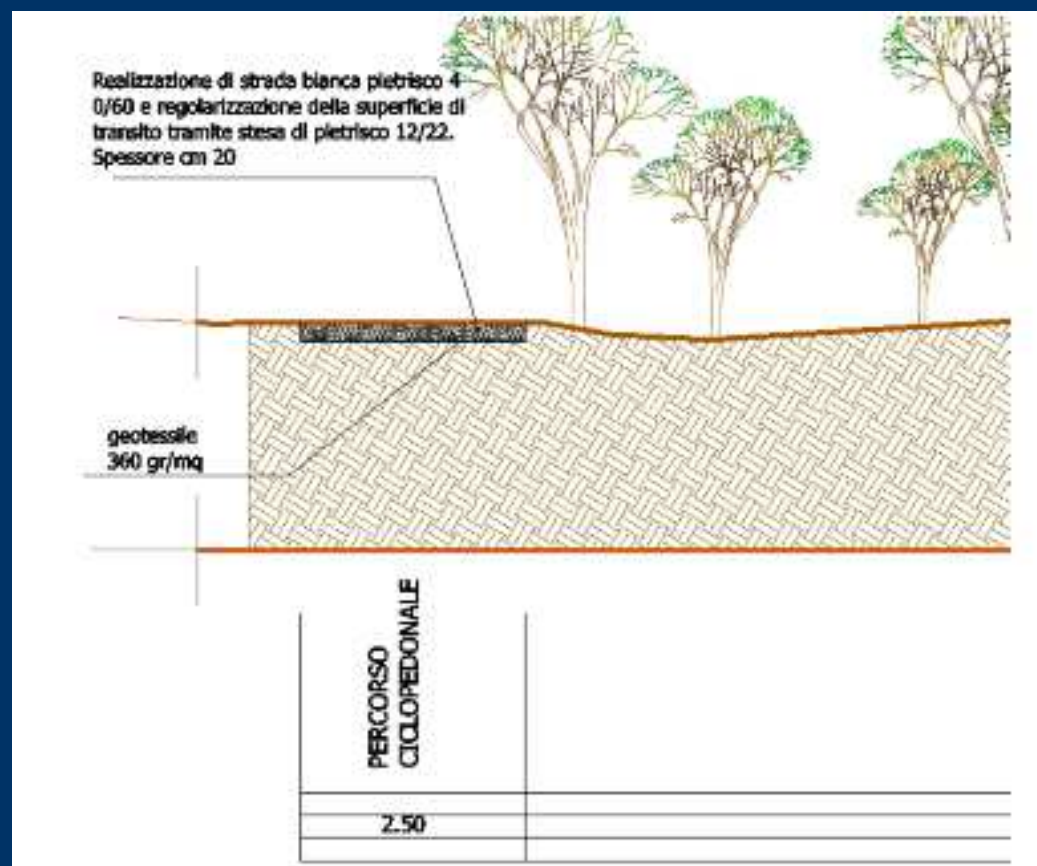 Realizzazione di strada bianca pietrisco 4
0/60 e regolarizzazione della superficie di
transito tramite stesa di pietrisco 12/22.
Spessore cm 20
geotessile
360 gr/mq
PERCORSO
CICLOPEDONALE
2.50